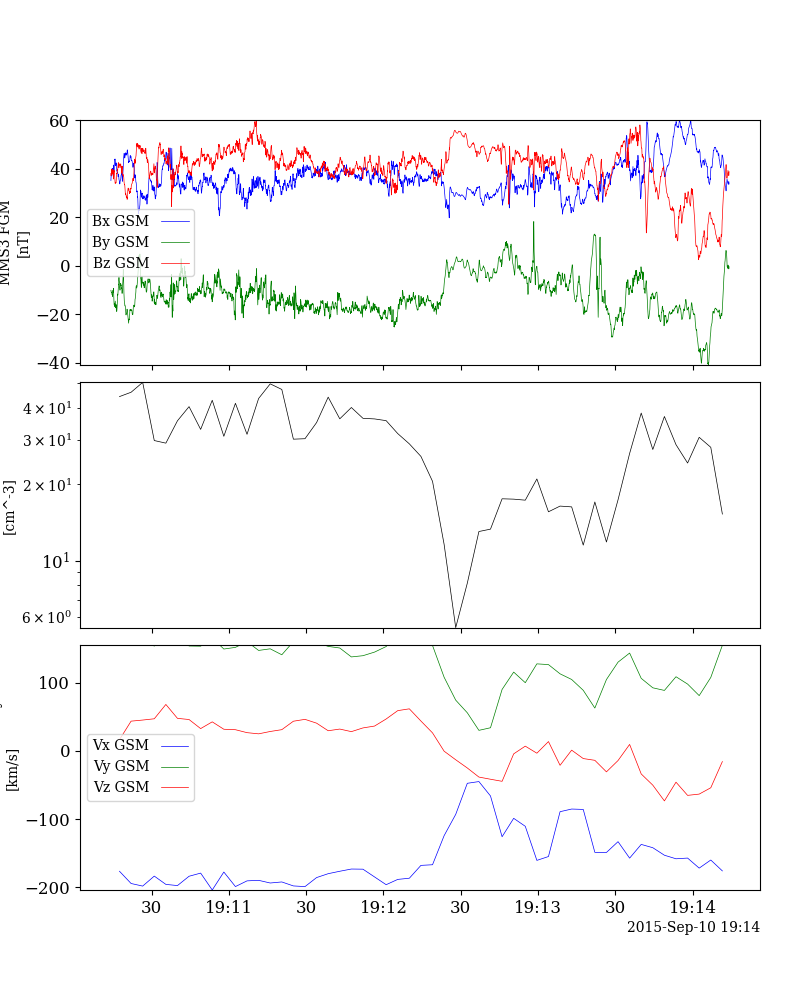 60
40
20
0
−20
−40
MMS3 FGM
[nT]
Bx GSM
By GSM
Bz GSM
4 × 10¹
3 × 10¹
2 × 10¹
10¹
6 × 10⁰
[cm^-3]
100
0
−100
−200
[km/s]
Vx GSM
Vy GSM
Vz GSM
30 19:11 30 19:12 30 19:13 30 19:14
2015-Sep-10 19:14